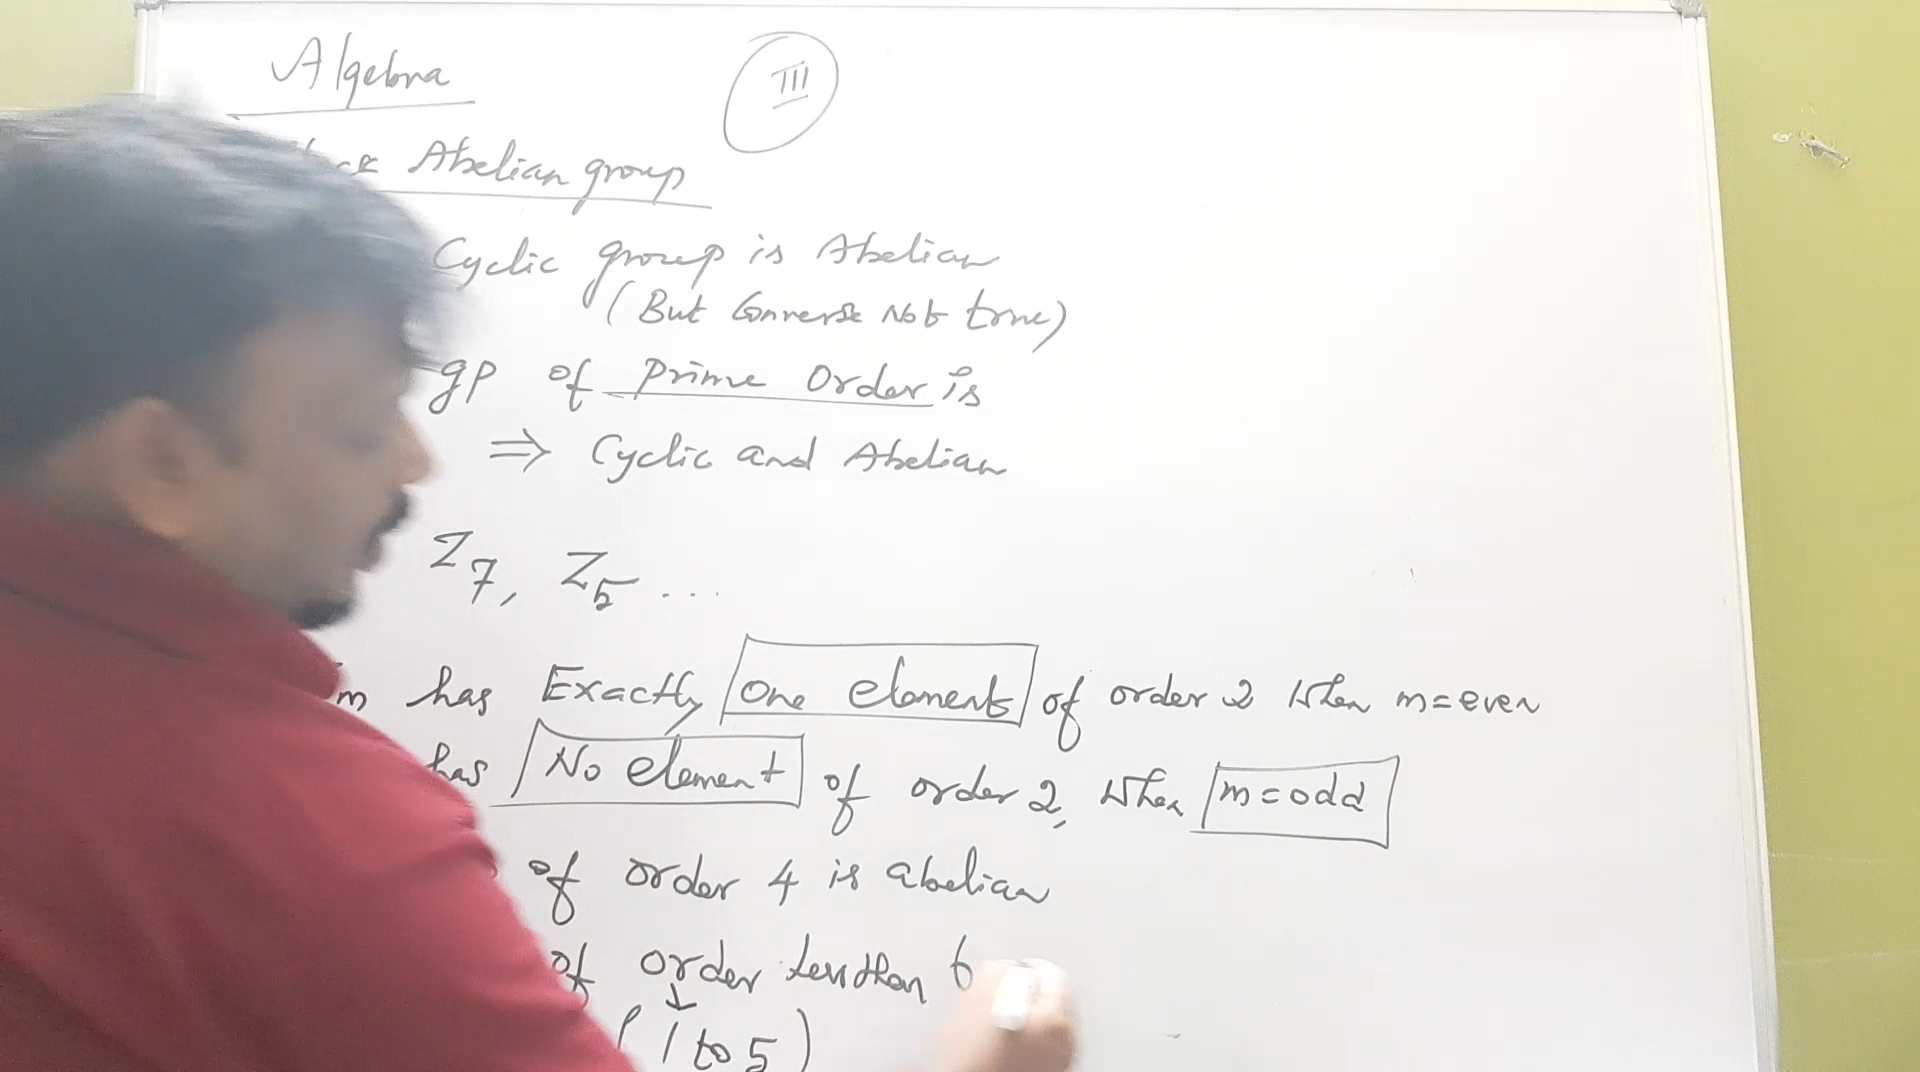 Algebra
III
Abelian group
Cyclic group is Abelian
(But Converse Not true)
gp of Prime Order is
⇒ Cyclic and Abelian
Z7, Z5 ...
m has Exactly One element of order 2 when m=even
has No element of order 2, when m=odd
of order 4 is abelian
of order less than 6
↓
(1 to 5)